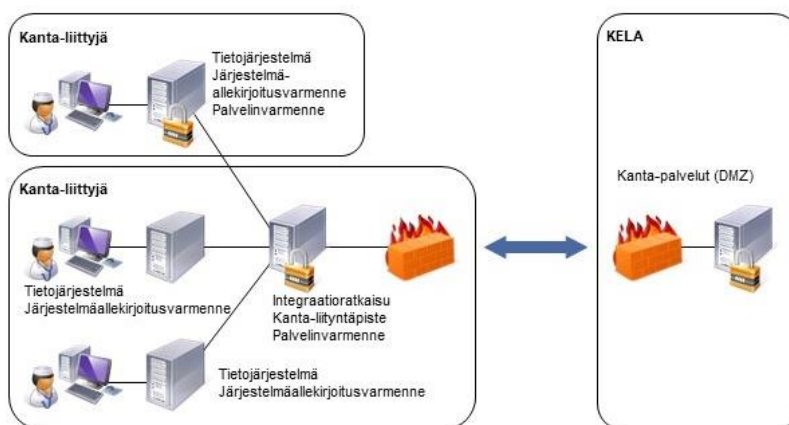 Kanta-liittyjä
Tietojärjestelmä
Järjestelmä-
allekirjoitusvarmenne
Palvelinvarmenne
Kanta-liittyjä
Tietojärjestelmä
Järjestelmäallekirjoitusvarmenne
Integraatioratkaisu
Kanta-liityntäpiste
Palvelinvarmenne
Tietojärjestelmä
Järjestelmäallekirjoitusvarmenne
KELA
Kanta-palvelut (DMZ)